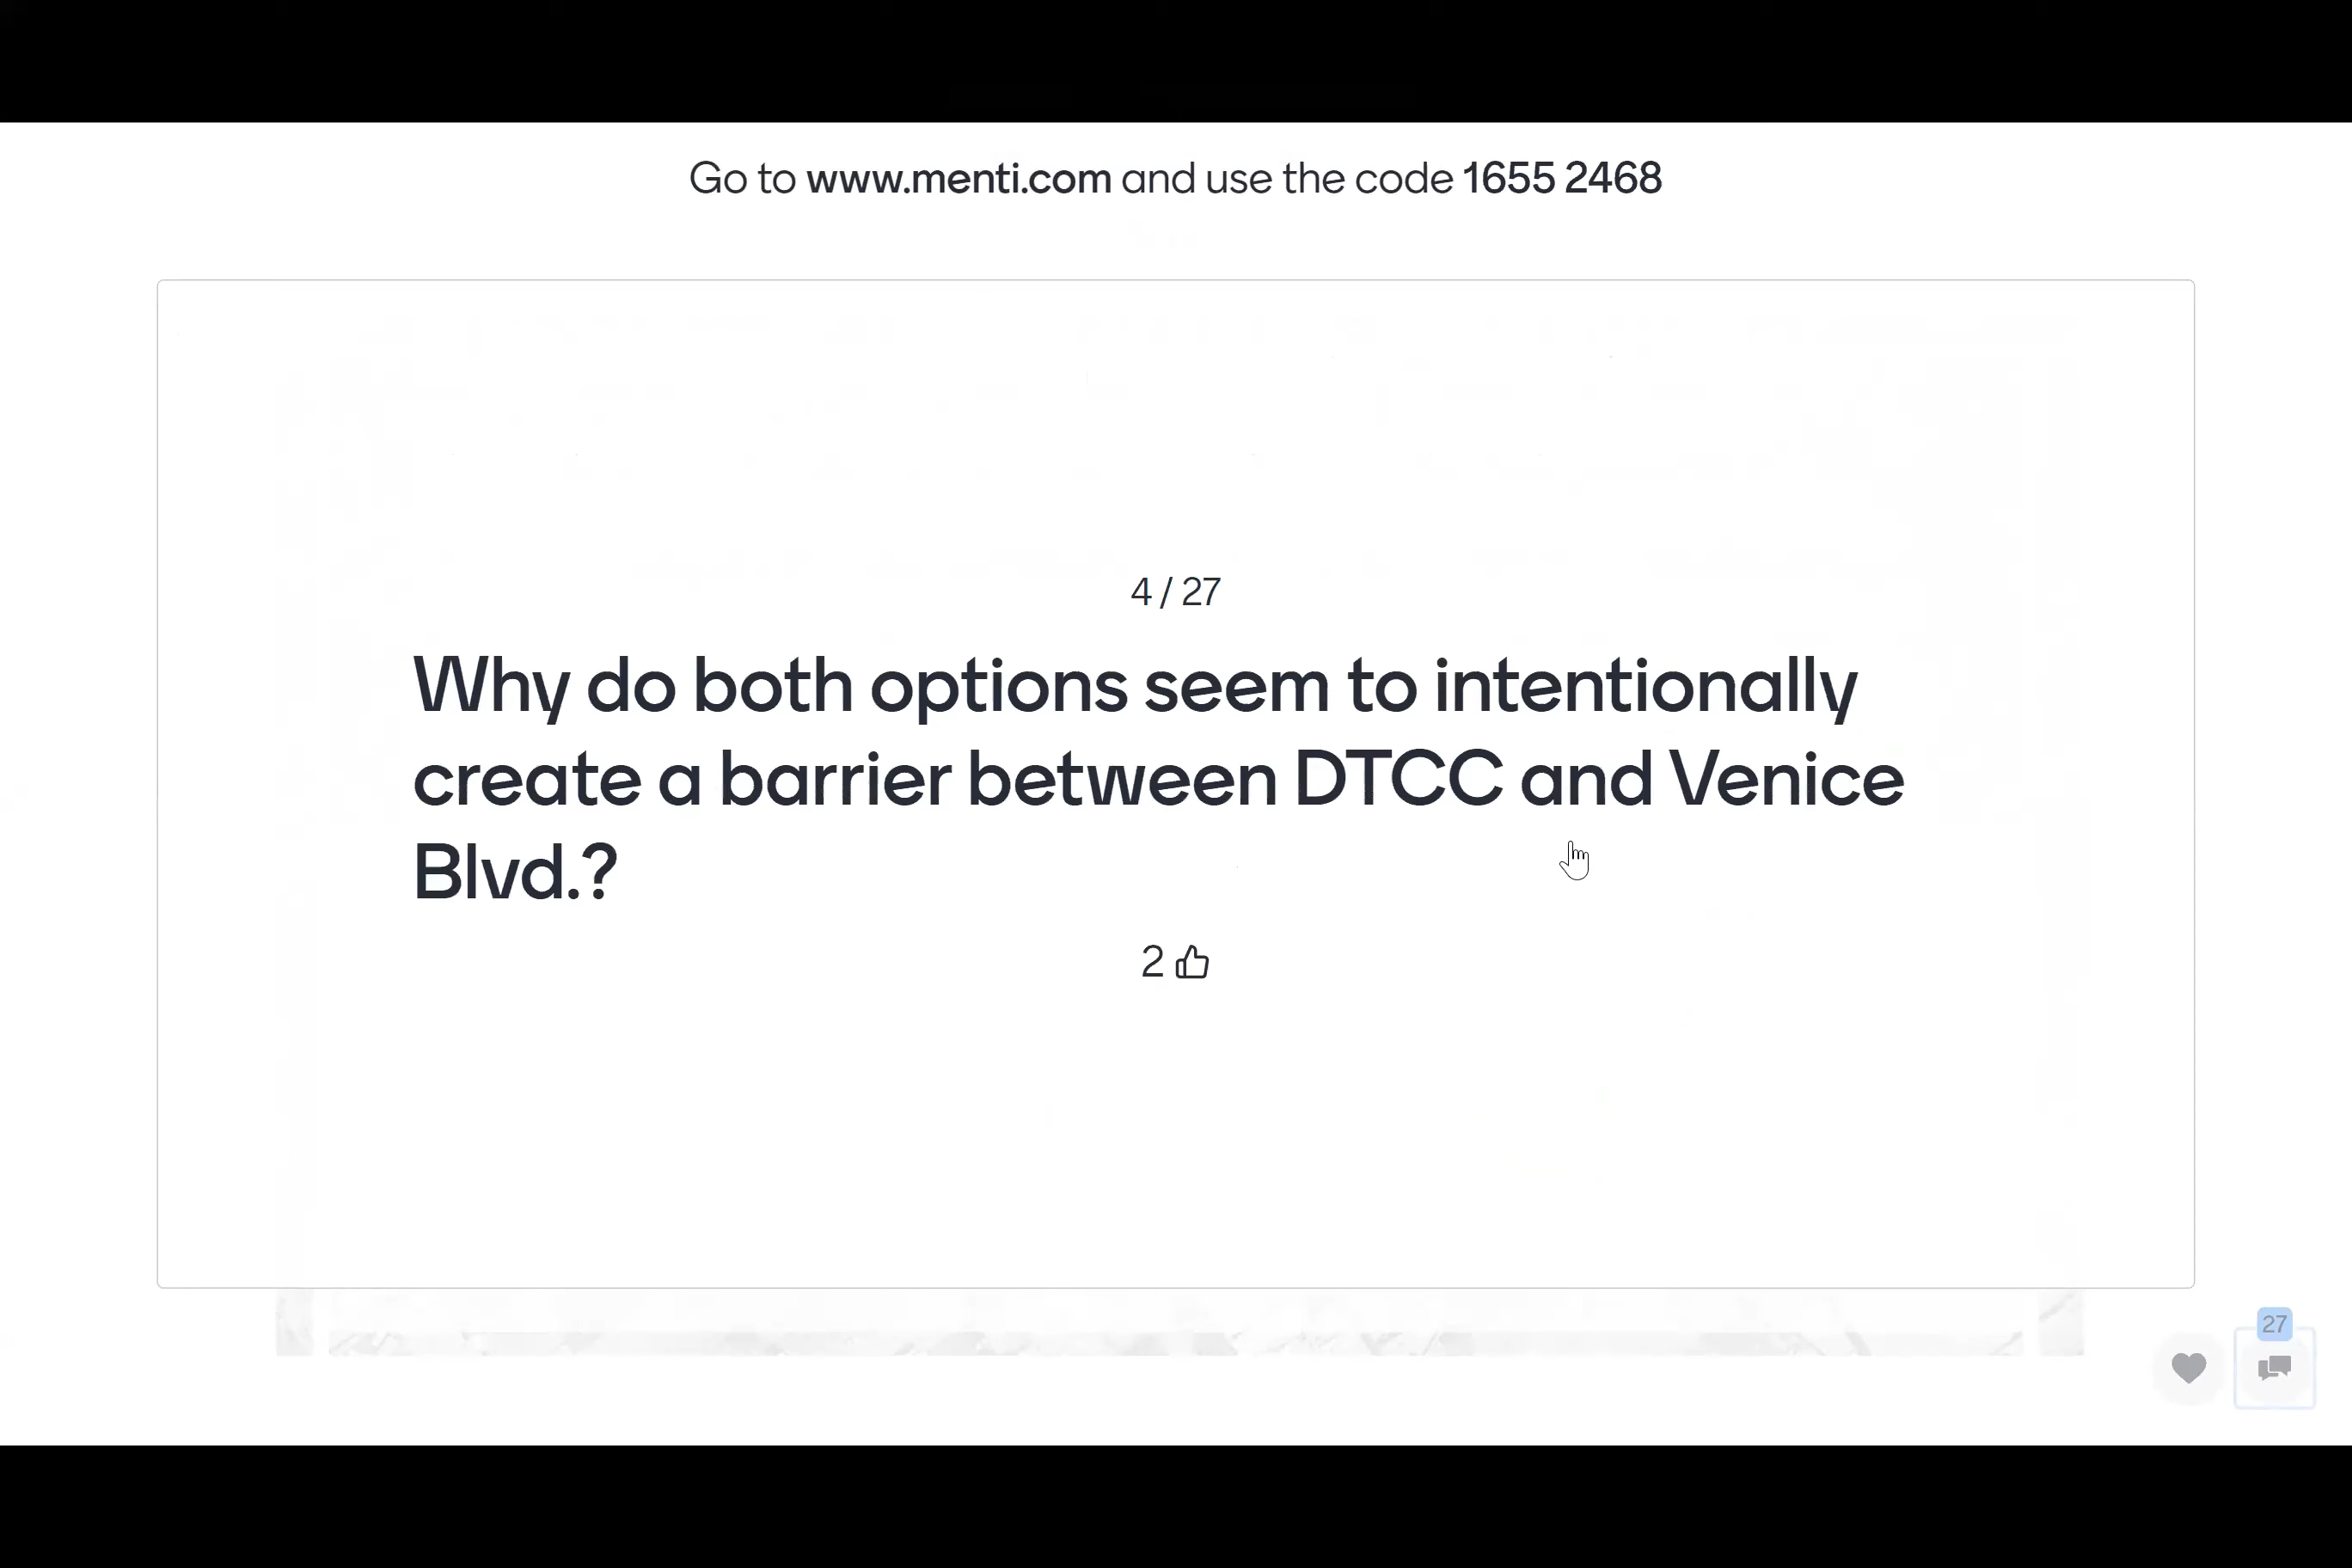 Go to www.menti.com and use the code 1655 2468
4 / 27
Why do both options seem to intentionally
create a barrier between DTCC and Venice
Blvd.?
2
27